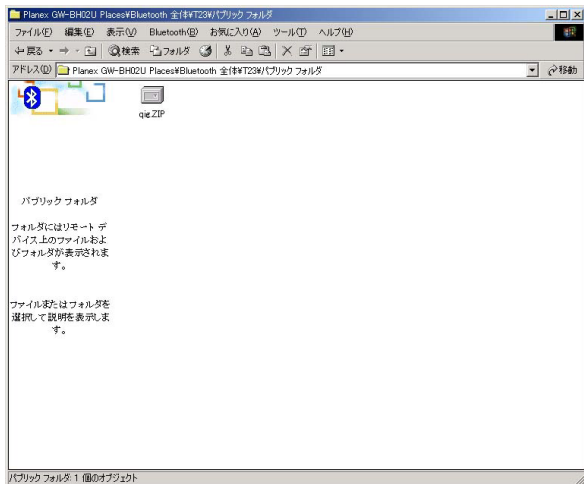 Planex GW-BH02U Places¥Bluetooth 全体¥T23¥パブリック フォルダ
ファイル(F) 編集(E) 表示(V) Bluetooth(B) お気に入り(A) ツール(T) ヘルプ(H)
戻る 検索 フォルダ
アドレス(D) Planex GW-BH02U Places¥Bluetooth 全体¥T23¥パブリック フォルダ 移動
qie.ZIP
パブリック フォルダ
フォルダにはリモート デ
バイス上のファイルおよ
びフォルダが表示されま
す。
ファイルまたはフォルダを
選択して説明を表示しま
す。
パブリック フォルダ: 1 個のオブジェクト